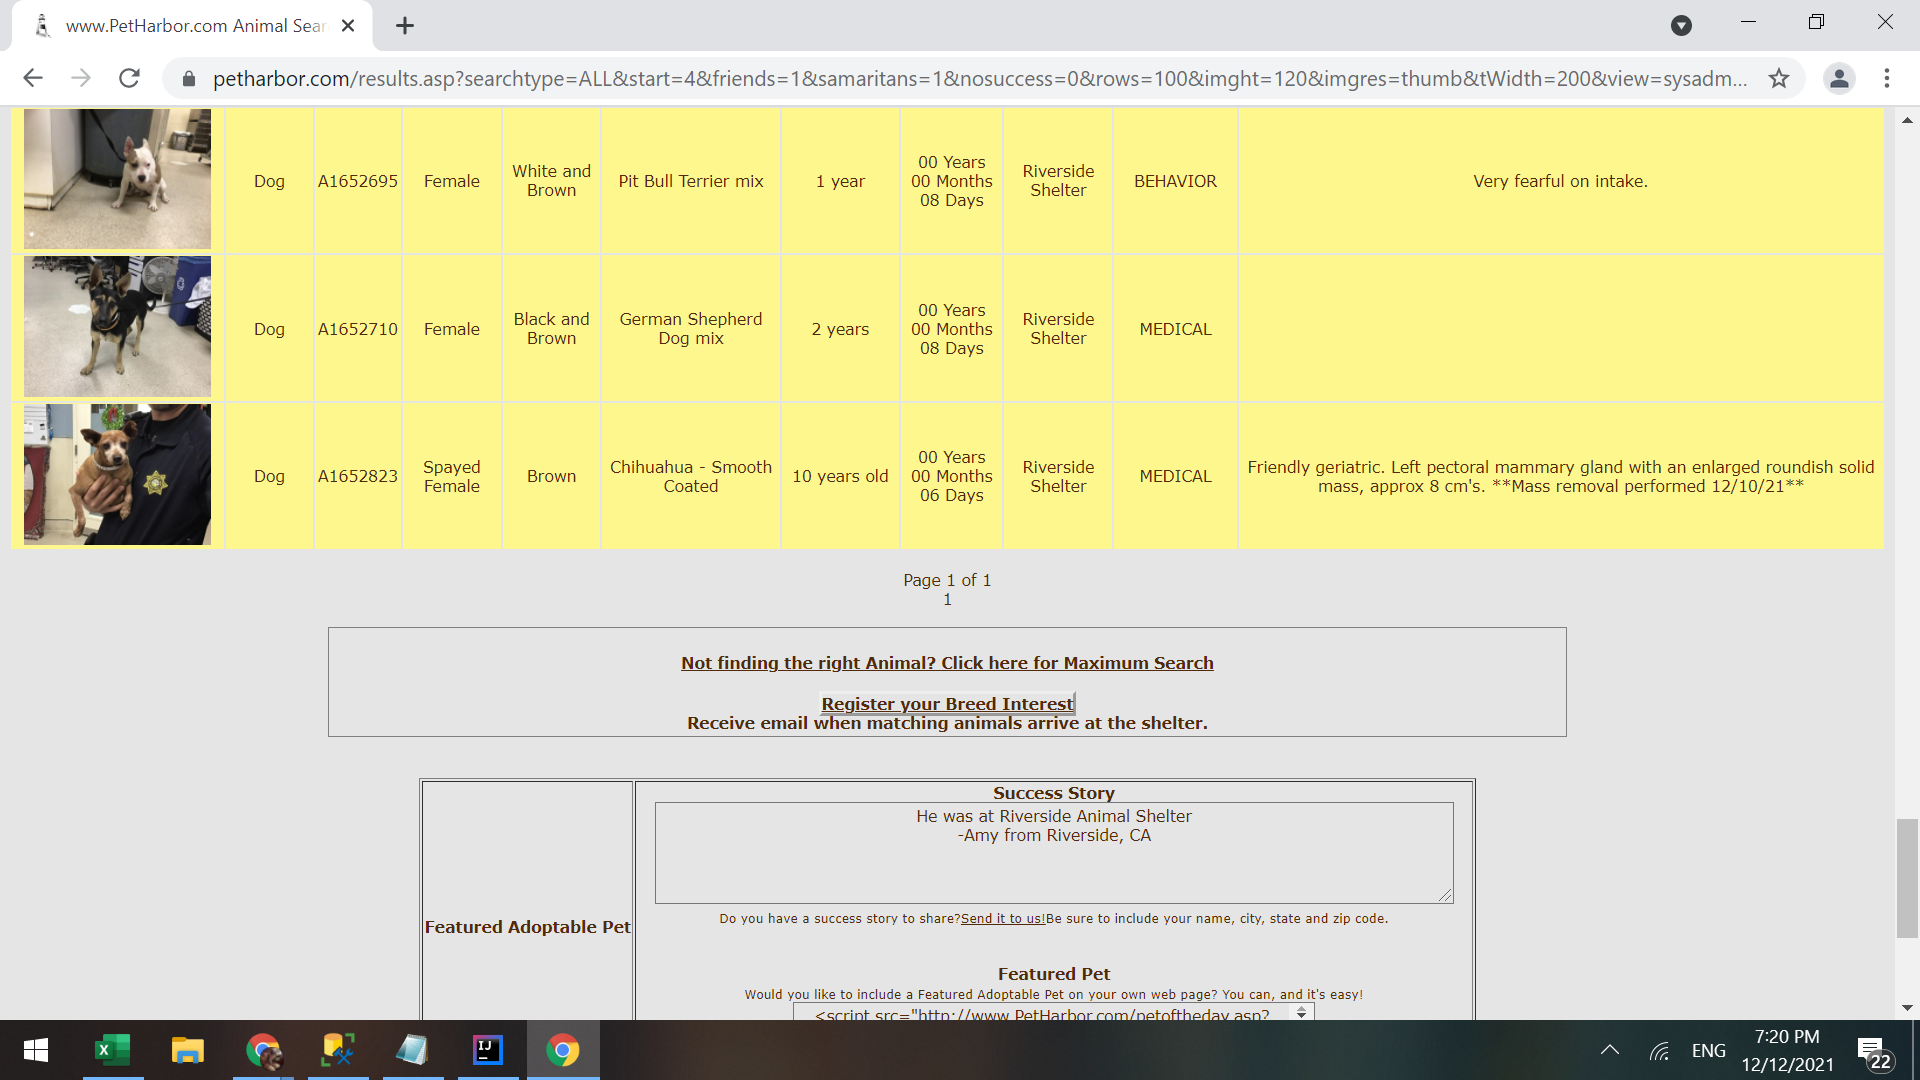 www.PetHarbor.com Animal Sear
petharbor.com/results.asp?searchtype=ALL&start=4&friends=1&samaritans=1&nosuccess=0&rows=100&imght=120&imgres=thumb&tWidth=200&view=sysadm...
Dog A1652695 Female White and Brown Pit Bull Terrier mix 1 year 00 Years 00 Months 08 Days Riverside Shelter BEHAVIOR Very fearful on intake.
Dog A1652710 Female Black and Brown German Shepherd Dog mix 2 years 00 Years 00 Months 08 Days Riverside Shelter MEDICAL
Dog A1652823 Spayed Female Brown Chihuahua - Smooth Coated 10 years old 00 Years 00 Months 06 Days Riverside Shelter MEDICAL Friendly geriatric. Left pectoral mammary gland with an enlarged roundish solid mass, approx 8 cm's. **Mass removal performed 12/10/21**
Page 1 of 1
1
Not finding the right Animal? Click here for Maximum Search
Register your Breed Interest
Receive email when matching animals arrive at the shelter.
Success Story
He was at Riverside Animal Shelter
-Amy from Riverside, CA
Do you have a success story to share?Send it to us!Be sure to include your name, city, state and zip code.
Featured Adoptable Pet
Featured Pet
Would you like to include a Featured Adoptable Pet on your own web page? You can, and it's easy!
<script src="http://www.PetHarbor.com/petoftheday.asp?
ENG
7:20 PM
12/12/2021
22